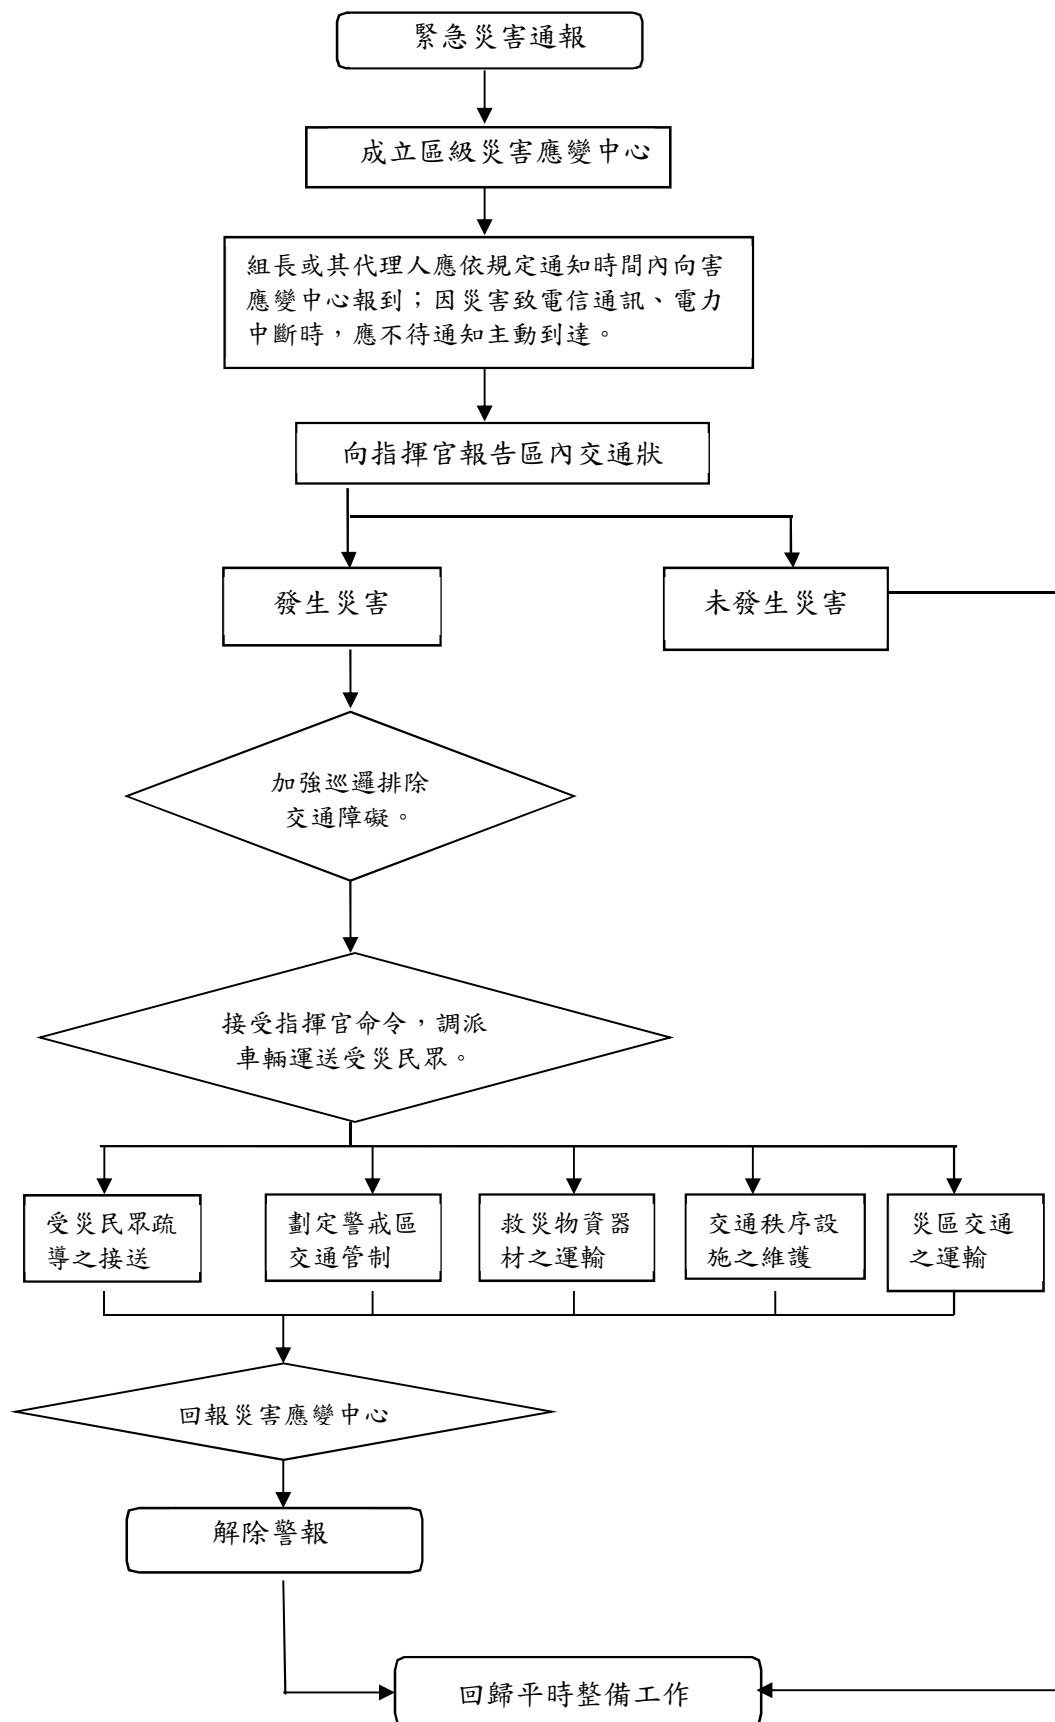 緊急災害通報
成立區級災害應變中心
組長或其代理人應依規定通知時間內向害
應變中心報到；因災害致電信通訊、電力
中斷時，應不待通知主動到達。
向指揮官報告區內交通狀
發生災害
未發生災害
加強巡邏排除
交通障礙。
接受指揮官命令，調派
車輛運送受災民眾。
受災民眾疏
導之接送
劃定警戒區
交通管制
救災物資器
材之運輸
交通秩序設
施之維護
災區交通
之運輸
回報災害應變中心
解除警報
回歸平時整備工作